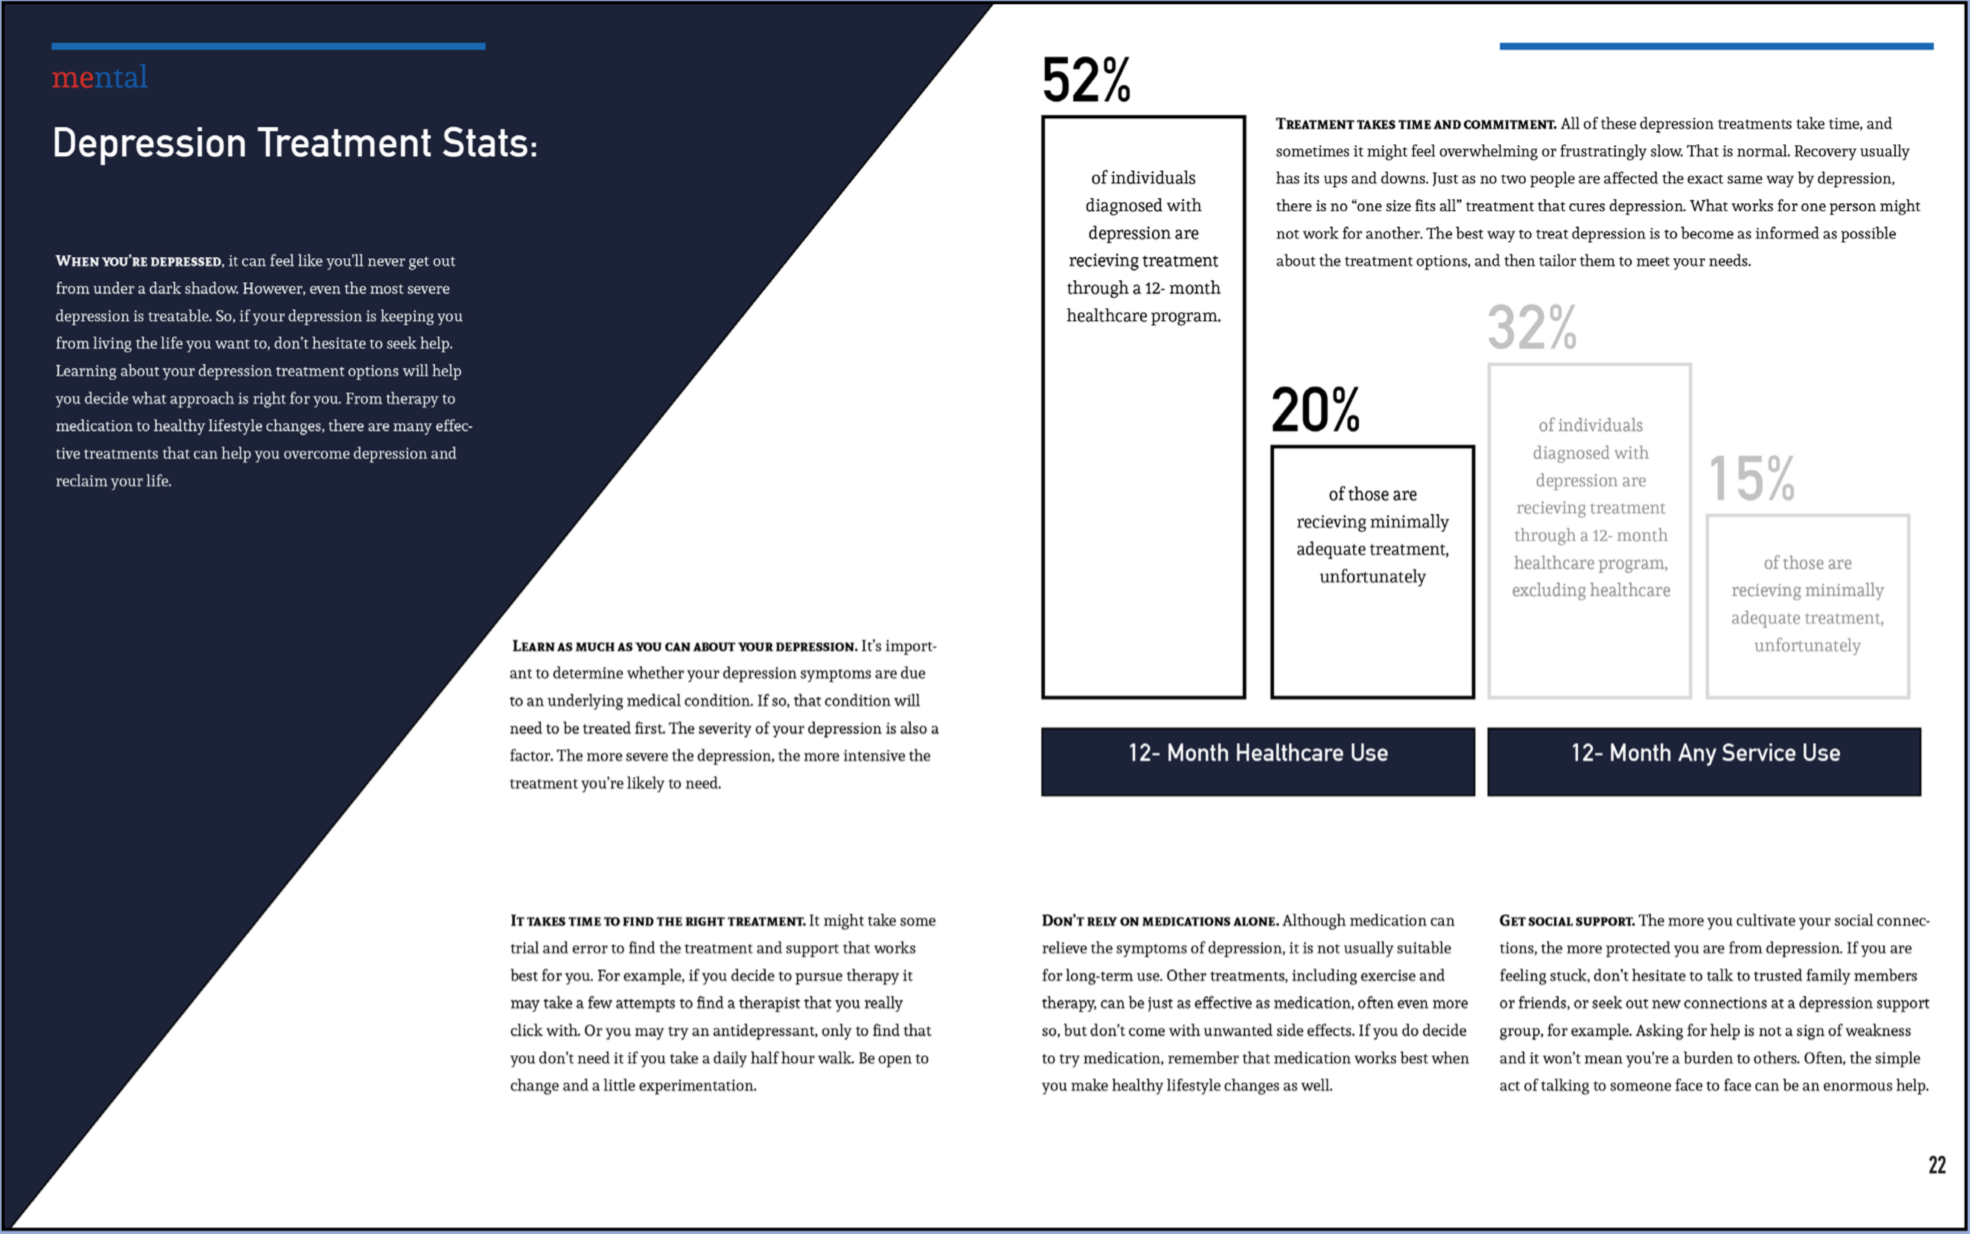 mental
Depression Treatment Stats:
WHEN YOU'RE DEPRESSED, it can feel like you'll never get out
from under a dark shadow. However, even the most severe
depression is treatable. So, if your depression is keeping you
from living the life you want to, don't hesitate to seek help.
Learning about your depression treatment options will help
you decide what approach is right for you. From therapy to
medication to healthy lifestyle changes, there are many effec-
tive treatments that can help you overcome depression and
reclaim your life.
LEARN AS MUCH AS YOU CAN ABOUT YOUR DEPRESSION. It's import-
ant to determine whether your depression symptoms are due
to an underlying medical condition. If so, that condition will
need to be treated first. The severity of your depression is also a
factor. The more severe the depression, the more intensive the
treatment you're likely to need.
IT TAKES TIME TO FIND THE RIGHT TREATMENT. It might take some
trial and error to find the treatment and support that works
best for you. For example, if you decide to pursue therapy it
may take a few attempts to find a therapist that you really
click with. Or you may try an antidepressant, only to find that
you don't need it if you take a daily half hour walk. Be open to
change and a little experimentation.
52%
of individuals
diagnosed with
depression are
recieving treatment
through a 12- month
healthcare program.
TREATMENT TAKES TIME AND COMMITMENT. All of these depression treatments take time, and
sometimes it might feel overwhelming or frustratingly slow. That is normal. Recovery usually
has its ups and downs. Just as no two people are affected the exact same way by depression,
there is no “one size fits all” treatment that cures depression. What works for one person might
not work for another. The best way to treat depression is to become as informed as possible
about the treatment options, and then tailor them to meet your needs.
20%
of those are
recieving minimally
adequate treatment,
unfortunately
32%
of individuals
diagnosed with
depression are
recieving treatment
through a 12- month
healthcare program,
excluding healthcare
15%
of those are
recieving minimally
adequate treatment,
unfortunately
12- Month Healthcare Use
12- Month Any Service Use
DON'T RELY ON MEDICATIONS ALONE. Although medication can
relieve the symptoms of depression, it is not usually suitable
for long-term use. Other treatments, including exercise and
therapy, can be just as effective as medication, often even more
so, but don't come with unwanted side effects. If you do decide
to try medication, remember that medication works best when
you make healthy lifestyle changes as well.
GET SOCIAL SUPPORT. The more you cultivate your social connec-
tions, the more protected you are from depression. If you are
feeling stuck, don't hesitate to talk to trusted family members
or friends, or seek out new connections at a depression support
group, for example. Asking for help is not a sign of weakness
and it won't mean you're a burden to others. Often, the simple
act of talking to someone face to face can be an enormous help.
22